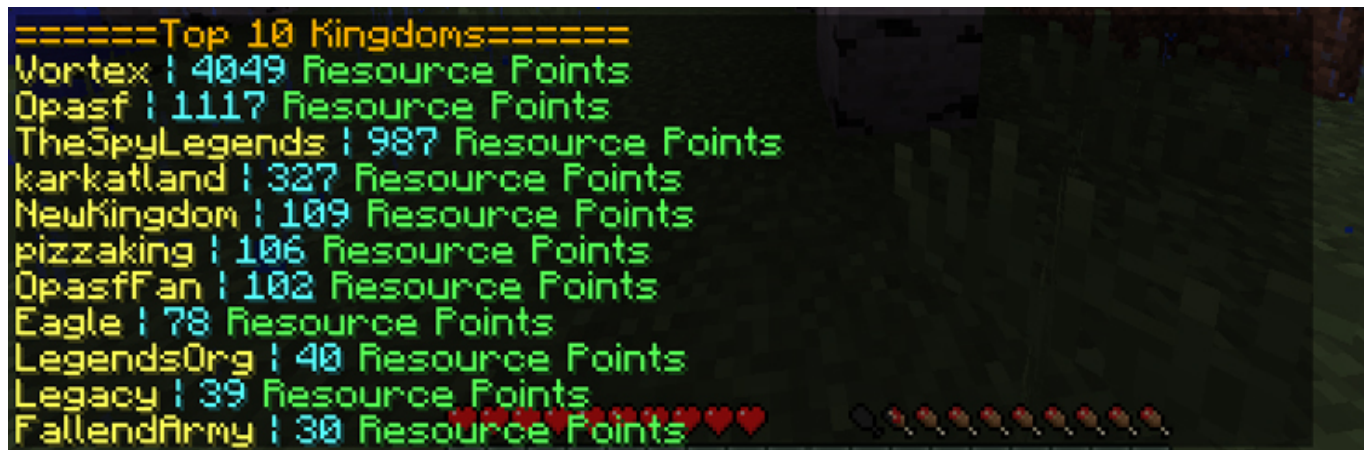 ======Top 10 Kingdoms======
Vortex ¦ 4049 Resource Points
Opasf ¦ 1117 Resource Points
TheSpyLegends ¦ 987 Resource Points
karkatland ¦ 327 Resource Points
NewKingdom ¦ 109 Resource Points
pizzaking ¦ 106 Resource Points
OpasfFan ¦ 102 Resource Points
Eagle ¦ 78 Resource Points
LegendsOrg ¦ 40 Resource Points
Legacy ¦ 39 Resource Points
FallendArmy ¦ 30 Resource Points